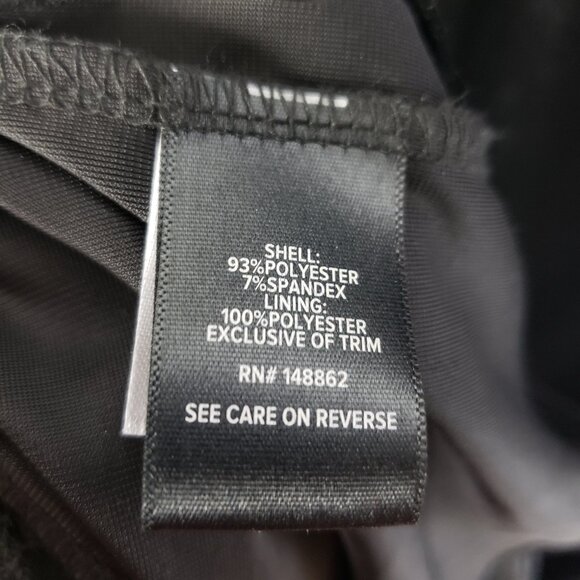 SHELL:
93%POLYESTER
7%SPANDEX
LINING:
100%POLYESTER
EXCLUSIVE OF TRIM
RN# 148862
SEE CARE ON REVERSE